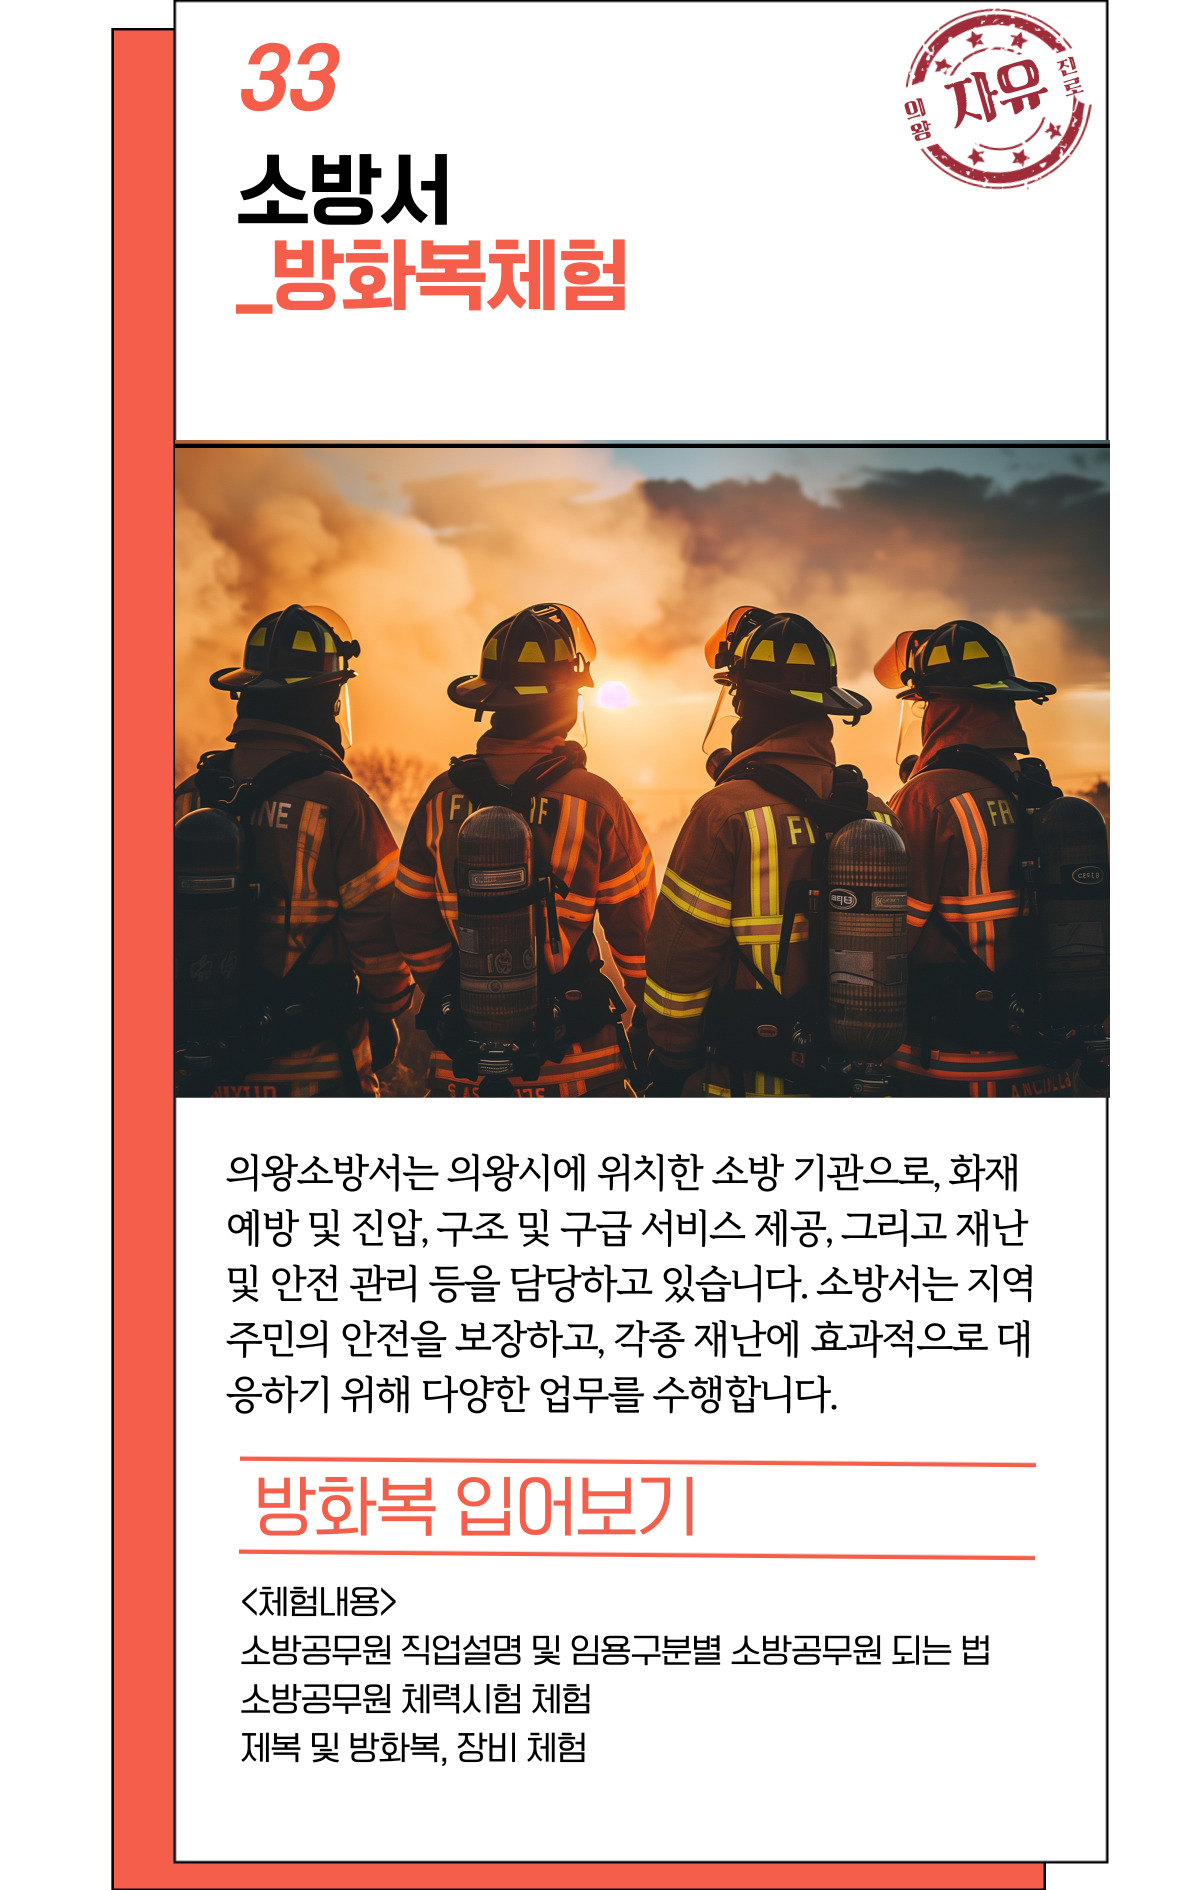 33
의왕
자유
진로
소방서
_방화복체험
의왕소방서는 의왕시에 위치한 소방 기관으로, 화재
예방 및 진압, 구조 및 구급 서비스 제공, 그리고 재난
및 안전 관리 등을 담당하고 있습니다. 소방서는 지역
주민의 안전을 보장하고, 각종 재난에 효과적으로 대
응하기 위해 다양한 업무를 수행합니다.
방화복 입어보기
<체험내용>
소방공무원 직업설명 및 임용구분별 소방공무원 되는 법
소방공무원 체력시험 체험
제복 및 방화복, 장비 체험